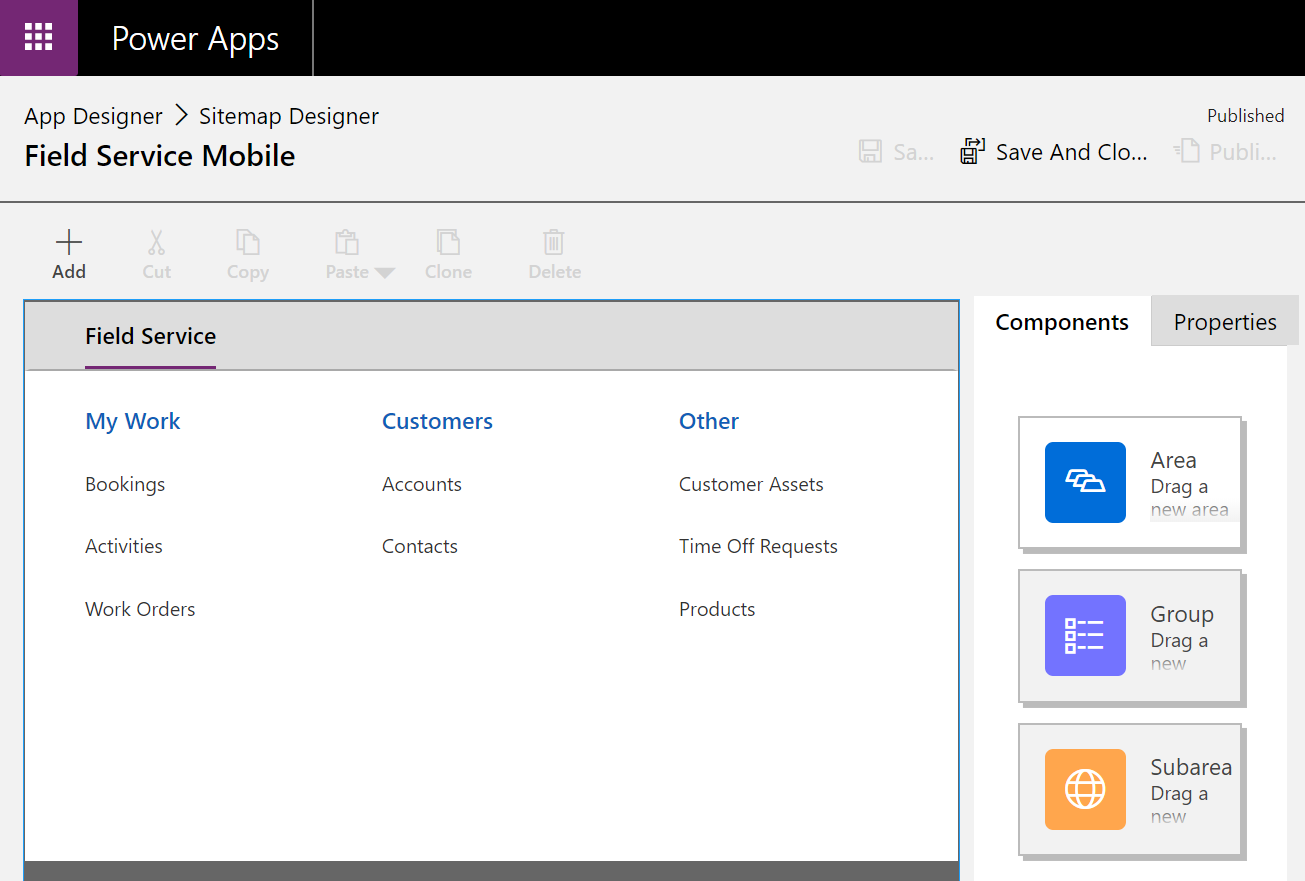 Power Apps
App Designer > Sitemap Designer
Published
Field Service Mobile
Sa... Save And Clo... Publi...
Add Cut Copy Paste Clone Delete
Field Service
Components Properties
My Work Customers Other
Bookings Accounts Customer Assets
Activities Contacts Time Off Requests
Work Orders Products
Area
Drag a
new area
Group
Drag a
new
Subarea
Drag a
new